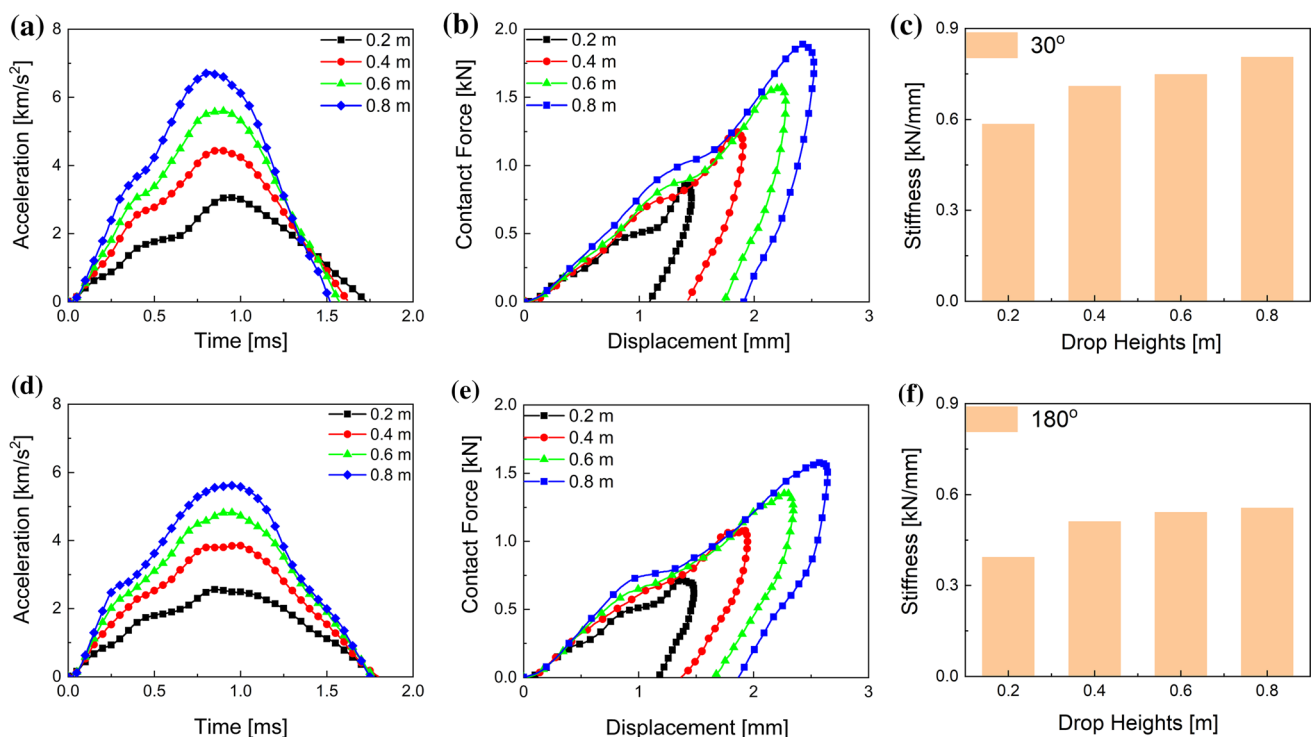 (a)
8
6
4
2
0
0.0 0.5 1.0 1.5 2.0
Acceleration [km/s²]
Time [ms]
0.2 m
0.4 m
0.6 m
0.8 m
(b)
2.0
1.5
1.0
0.5
0.0
0 1 2 3
Contanct Force [kN]
Displacement [mm]
0.2 m
0.4 m
0.6 m
0.8 m
(c)
0.9
0.6
0.3
0.0
0.2 0.4 0.6 0.8
Stiffness [kN/mm]
Drop Heights [m]
30°
(d)
8
6
4
2
0
0.0 0.5 1.0 1.5 2.0
Acceleration [km/s²]
Time [ms]
0.2 m
0.4 m
0.6 m
0.8 m
(e)
2.0
1.5
1.0
0.5
0.0
0 1 2 3
Contact Force [kN]
Displacement [mm]
0.2 m
0.4 m
0.6 m
0.8 m
(f)
0.9
0.6
0.3
0.0
0.2 0.4 0.6 0.8
Stiffness [kN/mm]
Drop Heights [m]
180°